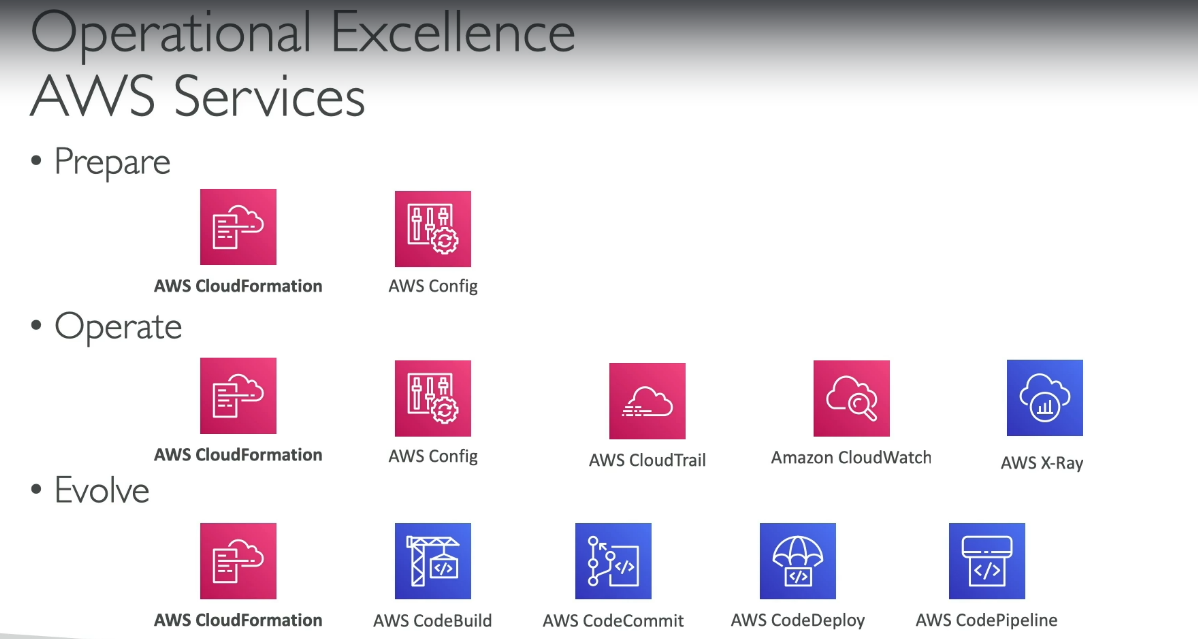 Operational Excellence
AWS Services
• Prepare
AWS CloudFormation
AWS Config
• Operate
AWS CloudFormation
AWS Config
AWS CloudTrail
Amazon CloudWatch
AWS X-Ray
• Evolve
AWS CloudFormation
AWS CodeBuild
AWS CodeCommit
AWS CodeDeploy
AWS CodePipeline